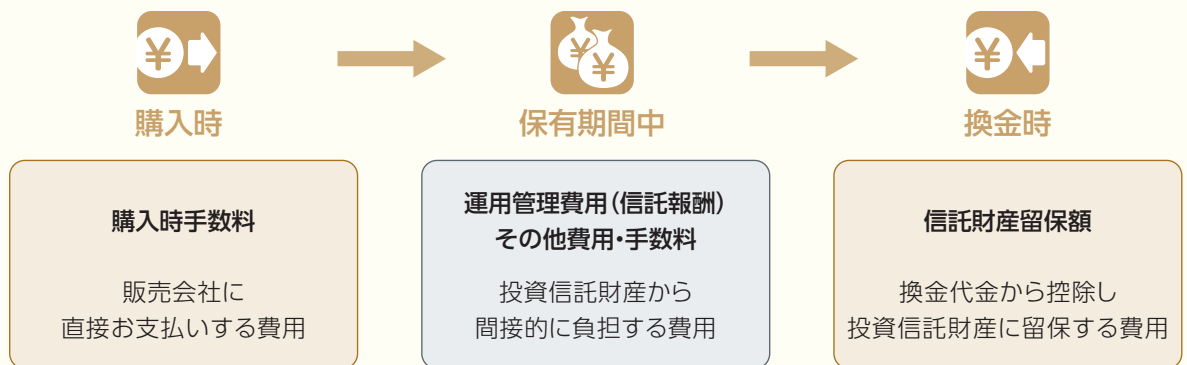 ¥
¥
¥
¥
購入時
保有期間中
換金時
購入時手数料
販売会社に
直接お支払いする費用
運用管理費用(信託報酬)
その他費用・手数料
投資信託財産から
間接的に負担する費用
信託財産留保額
換金代金から控除し
投資信託財産に留保する費用